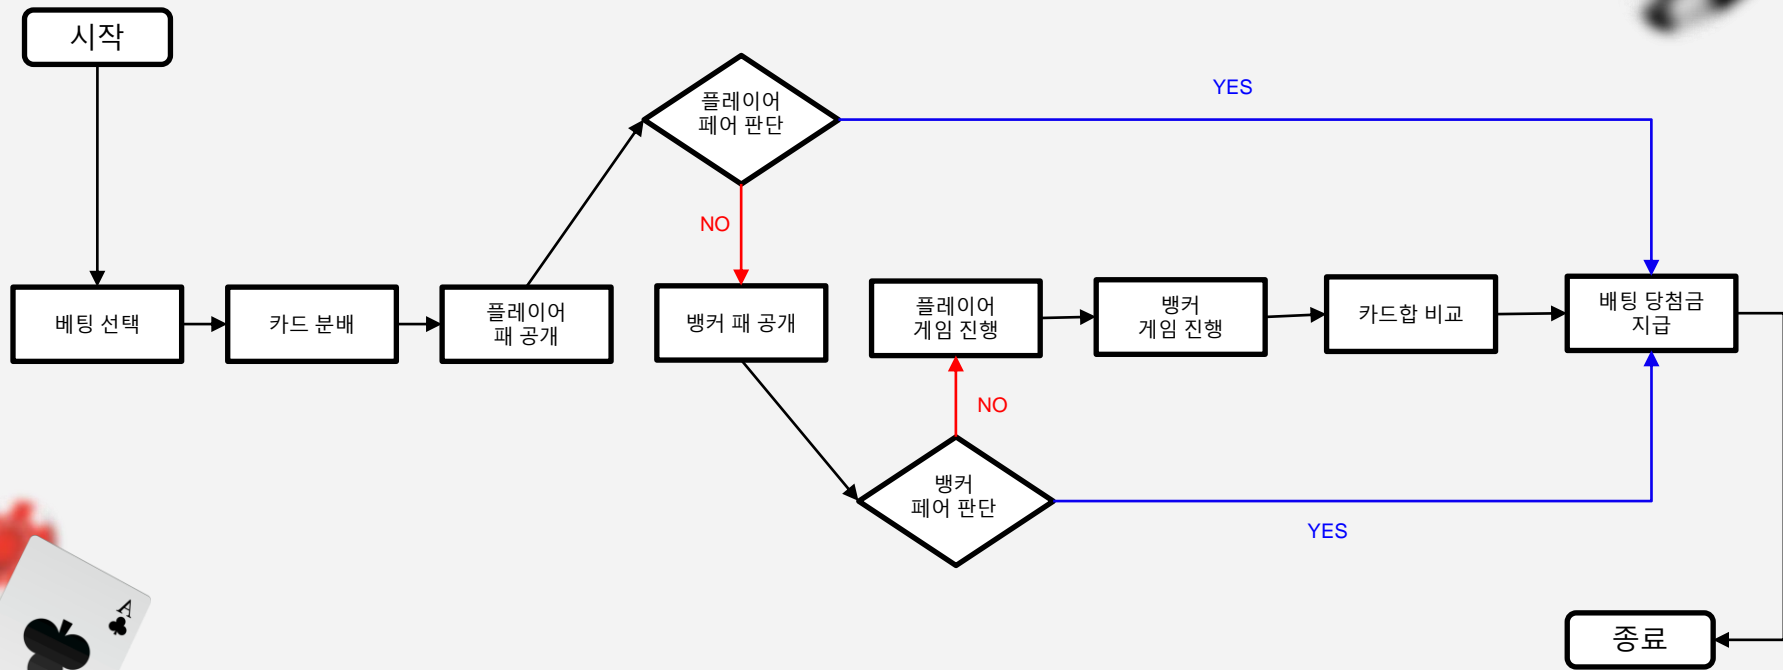 시작
플레이어
페어 판단
YES
NO
베팅 선택
카드 분배
플레이어
패 공개
뱅커 패 공개
플레이어
게임 진행
뱅커
게임 진행
카드합 비교
배팅 당첨금
지급
NO
뱅커
페어 판단
YES
A
종료